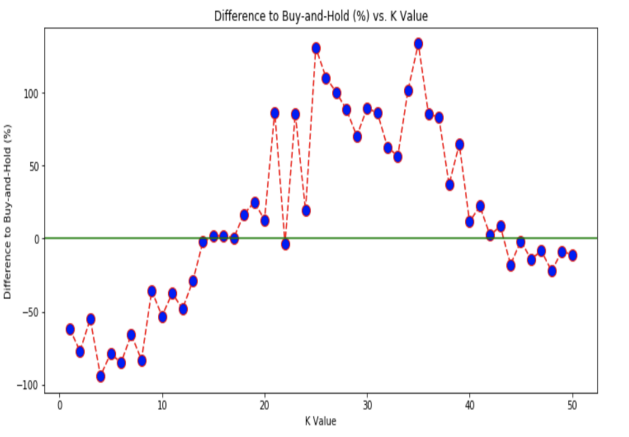 Difference to Buy-and-Hold (%) vs. K Value
Difference to Buy-and-Hold (%)
100
50
0
−50
−100
0 10 20 30 40 50
K Value